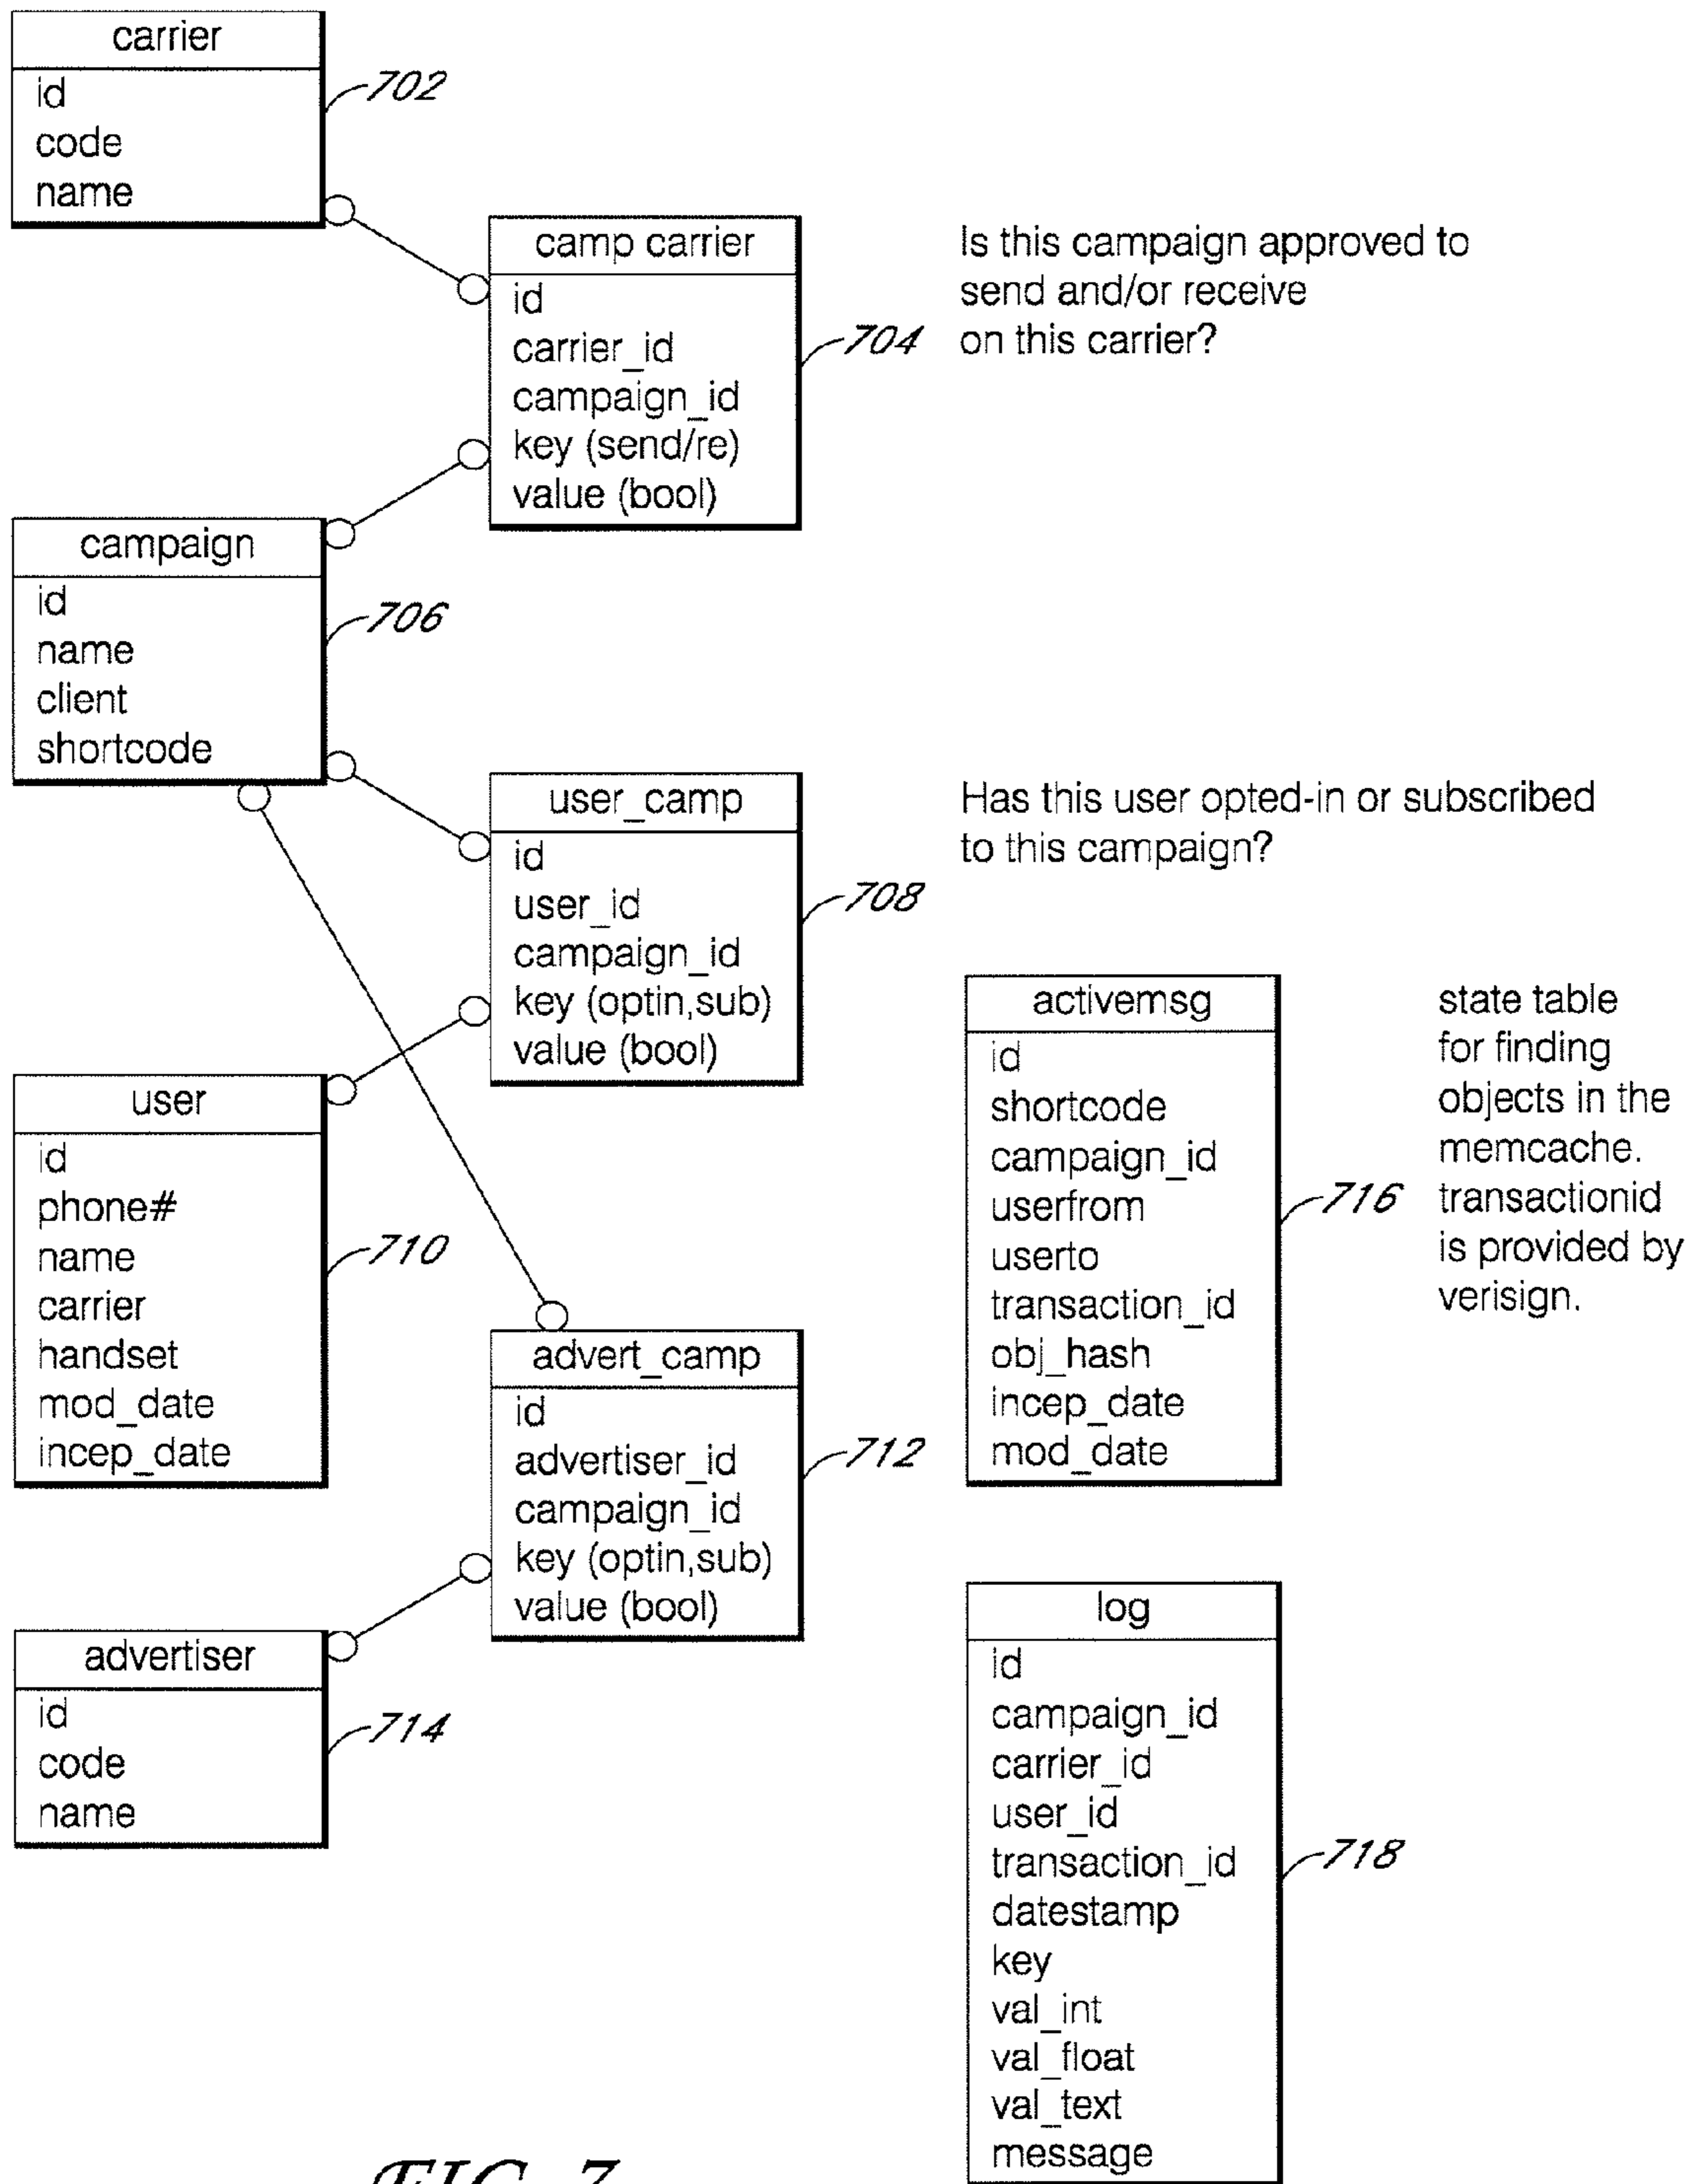 carrier
id
code
name
702
camp carrier
id
carrier_id
campaign_id
key (send/re)
value (bool)
704
Is this campaign approved to
send and/or receive
on this carrier?
campaign
id
name
client
shortcode
706
user_camp
id
user_id
campaign_id
key (optin,sub)
value (bool)
708
Has this user opted-in or subscribed
to this campaign?
user
id
phone#
name
carrier
handset
mod_date
incep_date
710
advert_camp
id
advertiser_id
campaign_id
key (optin,sub)
value (bool)
712
advertiser
id
code
name
714
activemsg
id
shortcode
campaign_id
userfrom
userto
transaction_id
obj_hash
incep_date
mod_date
716
state table
for finding
objects in the
memcache.
transactionid
is provided by
verisign.
log
id
campaign_id
carrier_id
user_id
transaction_id
datestamp
key
val_int
val_float
val_text
message
718
FIG. 7